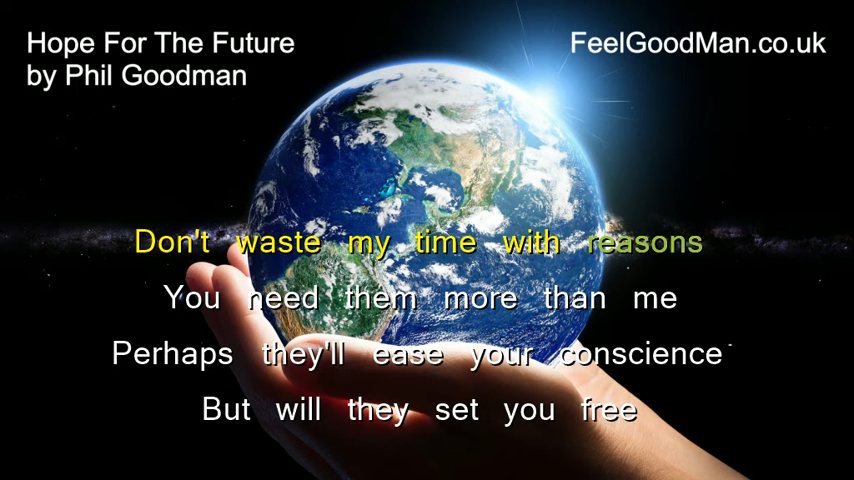 Hope For The Future
by Phil Goodman
FeelGoodMan.co.uk
Don't waste my time with reasons
You need them more than me
Perhaps they'll ease your conscience
But will they set you free